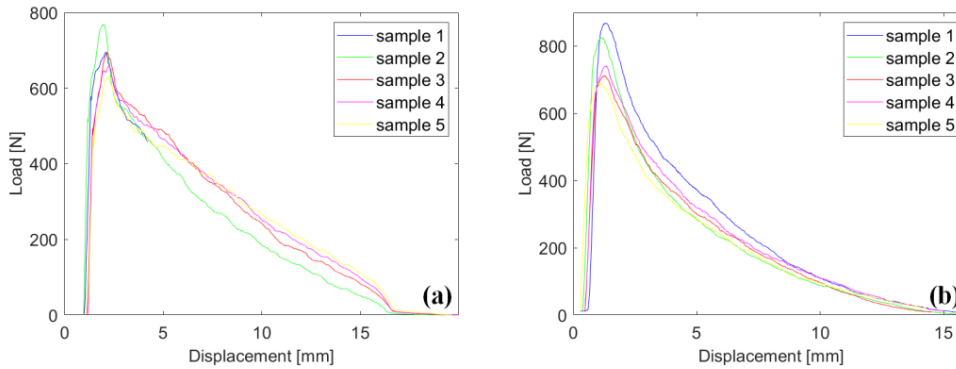 800
600
400
200
0
Load [N]
0 5 10 15
Displacement [mm]
sample 1
sample 2
sample 3
sample 4
sample 5
(a)
800
600
400
200
0
Load [N]
5 10 15
Displacement [mm]
sample 1
sample 2
sample 3
sample 4
sample 5
(b)